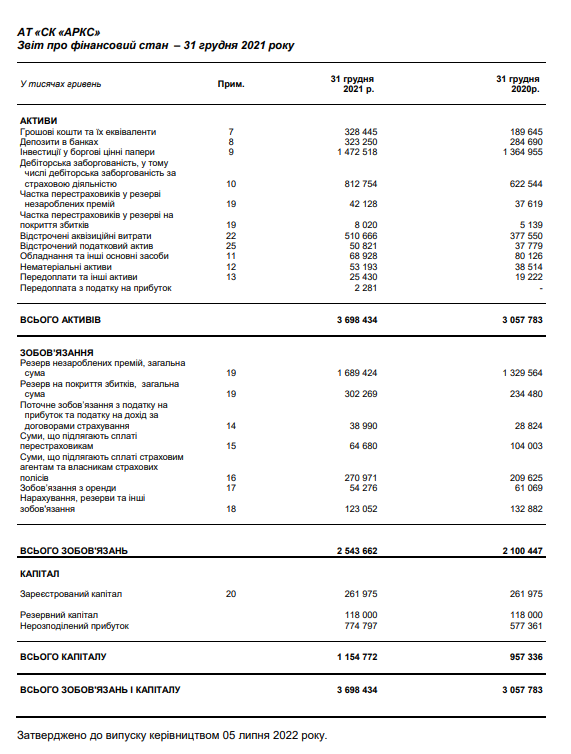 АТ «СК «АРКС»
Звіт про фінансовий стан – 31 грудня 2021 року
У тисячах гривень Прим. 31 грудня 2021 р. 31 грудня 2020р.
АКТИВИ
Грошові кошти та їх еквіваленти 7 328 445 189 645
Депозити в банках 8 323 250 284 690
Інвестиції у боргові цінні папери 9 1 472 518 1 364 955
Дебіторська заборгованість, у тому
числі дебіторська заборгованість за
страховою діяльністю 10 812 754 622 544
Частка перестраховиків у резерві
незароблених премій 19 42 128 37 619
Частка перестраховиків у резерві на
покриття збитків 19 8 020 5 139
Відстрочені аквізиційні витрати 22 510 666 377 550
Відстрочений податковий актив 25 50 821 37 779
Обладнання та інші основні засоби 11 68 928 80 126
Нематеріальні активи 12 53 193 38 514
Передоплати та інші активи 13 25 430 19 222
Передоплата з податку на прибуток 2 281 -
ВСЬОГО АКТИВІВ 3 698 434 3 057 783
ЗОБОВ'ЯЗАННЯ
Резерв незароблених премій, загальна
сума 19 1 689 424 1 329 564
Резерв на покриття збитків, загальна
сума 19 302 269 234 480
Поточне зобов’язання з податку на
прибуток та податку на дохід за
договорами страхування 14 38 990 28 824
Суми, що підлягають сплаті
перестраховикам 15 64 680 104 003
Суми, що підлягають сплаті страховим
агентам та власникам страхових
полісів 16 270 971 209 625
Зобов’язання з оренди 17 54 276 61 069
Нарахування, резерви та інші
зобов'язання 18 123 052 132 882
ВСЬОГО ЗОБОВ'ЯЗАНЬ 2 543 662 2 100 447
КАПІТАЛ
Зареєстрований капітал 20 261 975 261 975
Резервний капітал 118 000 118 000
Нерозподілений прибуток 774 797 577 361
ВСЬОГО КАПІТАЛУ 1 154 772 957 336
ВСЬОГО ЗОБОВ'ЯЗАНЬ І КАПІТАЛУ 3 698 434 3 057 783
Затверджено до випуску керівництвом 05 липня 2022 року.